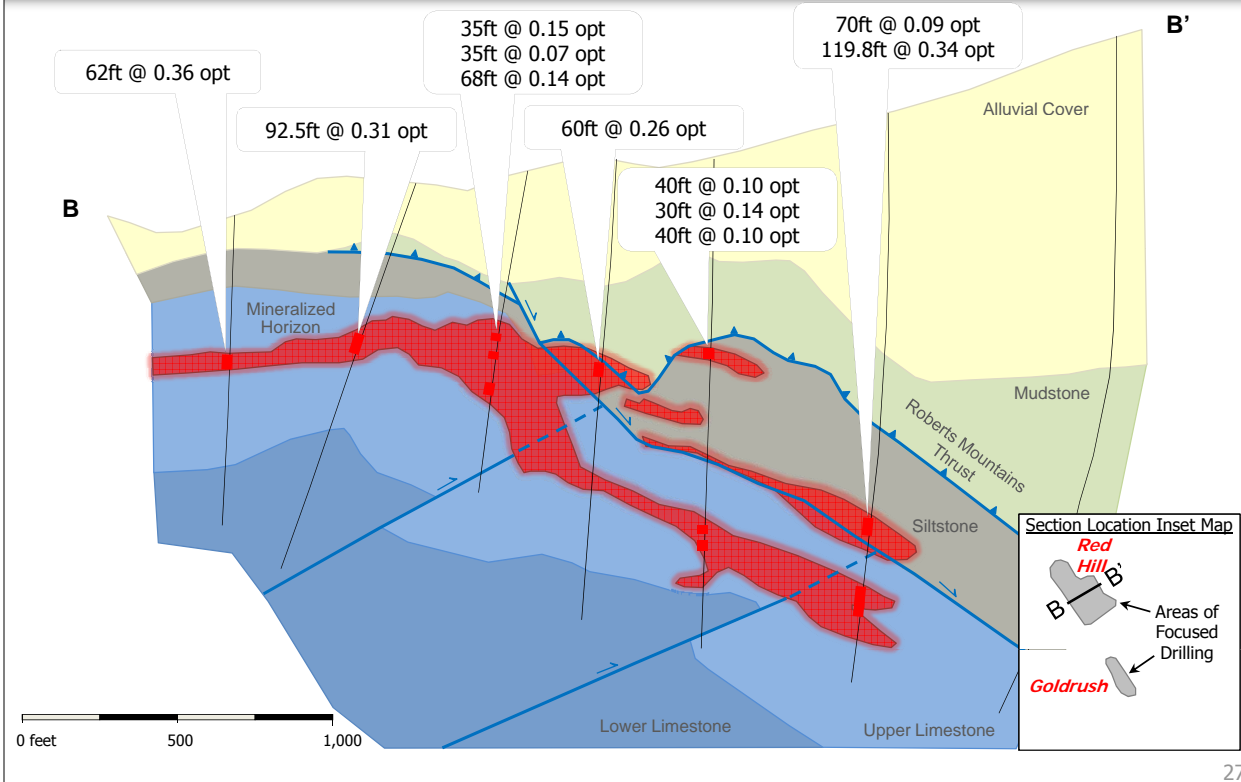 35ft @ 0.15 opt
35ft @ 0.07 opt
68ft @ 0.14 opt
70ft @ 0.09 opt
119.8ft @ 0.34 opt
B'
62ft @ 0.36 opt
92.5ft @ 0.31 opt
60ft @ 0.26 opt
Alluvial Cover
40ft @ 0.10 opt
30ft @ 0.14 opt
40ft @ 0.10 opt
B
Mineralized
Horizon
Mudstone
Roberts Mountains
Thrust
Siltstone
Section Location Inset Map
Red
Hill
B'
B
Areas of
Focused
Drilling
Goldrush
Lower Limestone
Upper Limestone
0 feet
500
1,000
27